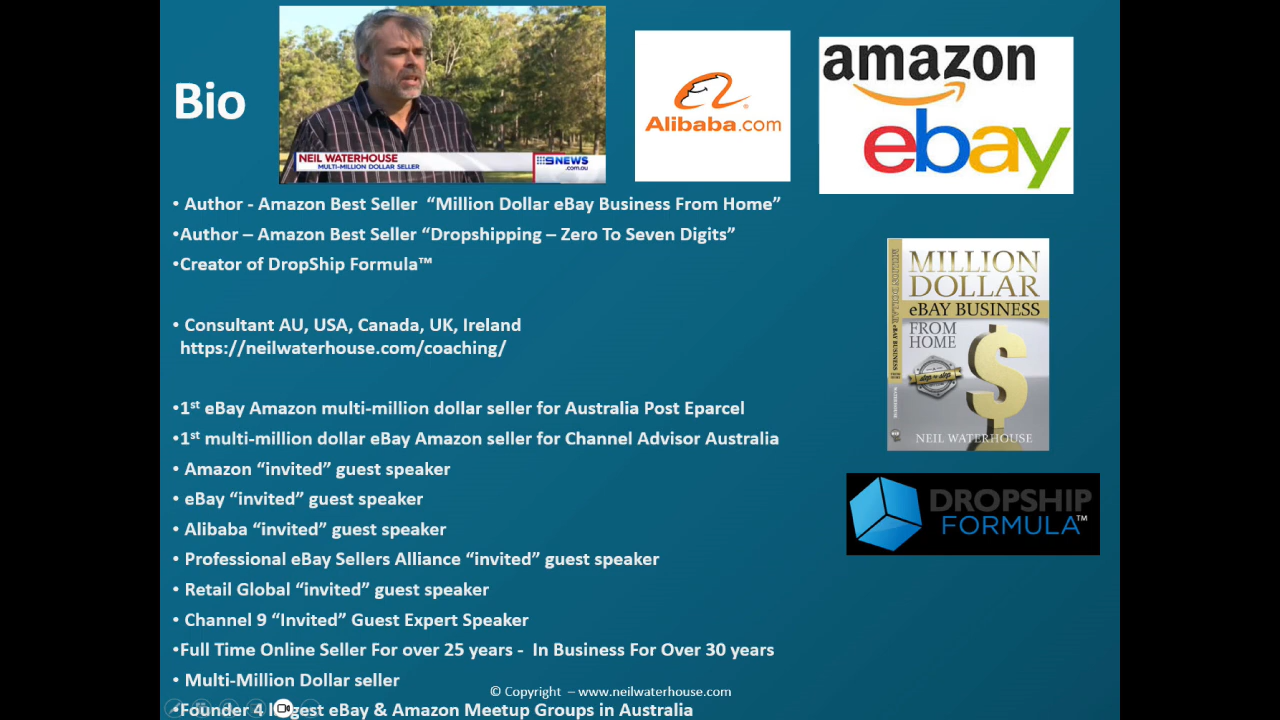 Bio
NEIL WATERHOUSE
MULTI-MILLION DOLLAR SELLER
9NEWS
.com.au
Alibaba.com
amazon
ebay
• Author - Amazon Best Seller “Million Dollar eBay Business From Home”
•Author – Amazon Best Seller “Dropshipping – Zero To Seven Digits”
•Creator of DropShip Formula™
• Consultant AU, USA, Canada, UK, Ireland
https://neilwaterhouse.com/coaching/
MILLION
DOLLAR
eBAY BUSINESS
FROM
HOME
step by step
NEIL WATERHOUSE
•1st eBay Amazon multi-million dollar seller for Australia Post Eparcel
•1st multi-million dollar eBay Amazon seller for Channel Advisor Australia
• Amazon “invited” guest speaker
• eBay “invited” guest speaker
• Alibaba “invited” guest speaker
• Professional eBay Sellers Alliance “invited” guest speaker
• Retail Global “invited” guest speaker
• Channel 9 “Invited” Guest Expert Speaker
•Full Time Online Seller For over 25 years - In Business For Over 30 years
• Multi-Million Dollar seller
DROPSHIP
FORMULA™
© Copyright – www.neilwaterhouse.com
•Founder 4 largest eBay & Amazon Meetup Groups in Australia